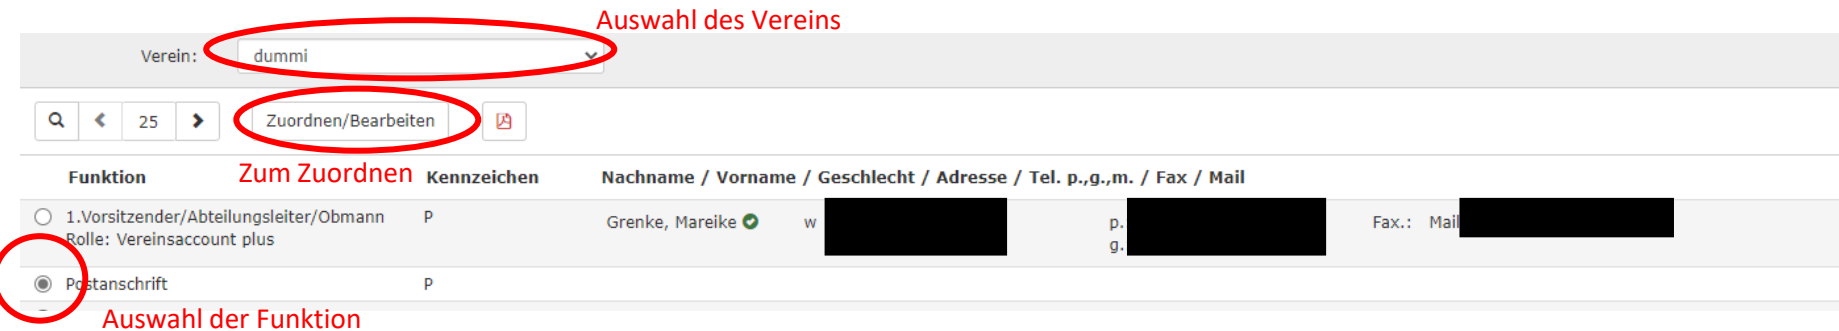 Auswahl des Vereins
Verein: dummi
25 Zuordnen/Bearbeiten
Zum Zuordnen
Funktion Kennzeichen Nachname / Vorname / Geschlecht / Adresse / Tel. p.,g.,m. / Fax / Mail
1.Vorsitzender/Abteilungsleiter/Obmann P Grenke, Mareike w p. Fax.: Mail
Rolle: Vereinsaccount plus g.
Postanschrift P
Auswahl der Funktion